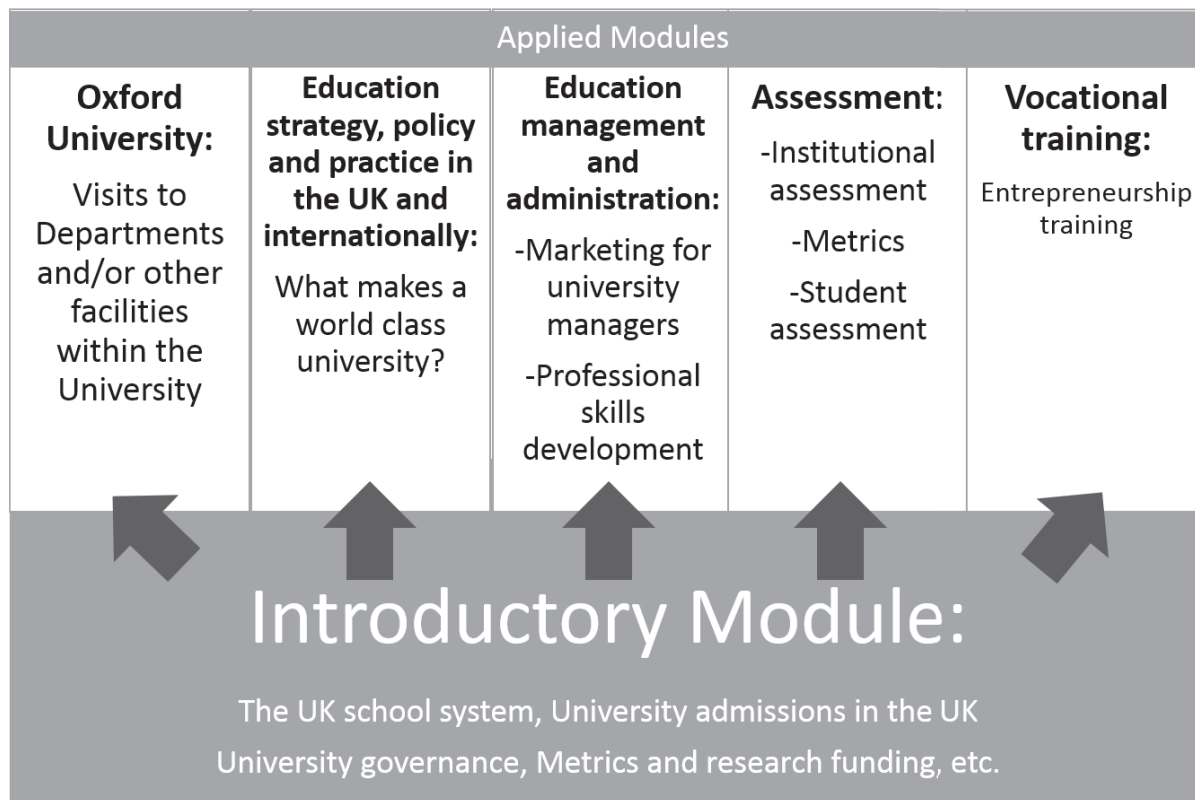 Applied Modules
Oxford
University:
Visits to
Departments
and/or other
facilities
within the
University
Education
strategy, policy
and practice in
the UK and
internationally:
What makes a
world class
university?
Education
management
and
administration:
-Marketing for
university
managers
-Professional
skills
development
Assessment:
-Institutional
assessment
-Metrics
-Student
assessment
Vocational
training:
Entrepreneurship
training
Introductory Module:
The UK school system, University admissions in the UK
University governance, Metrics and research funding, etc.